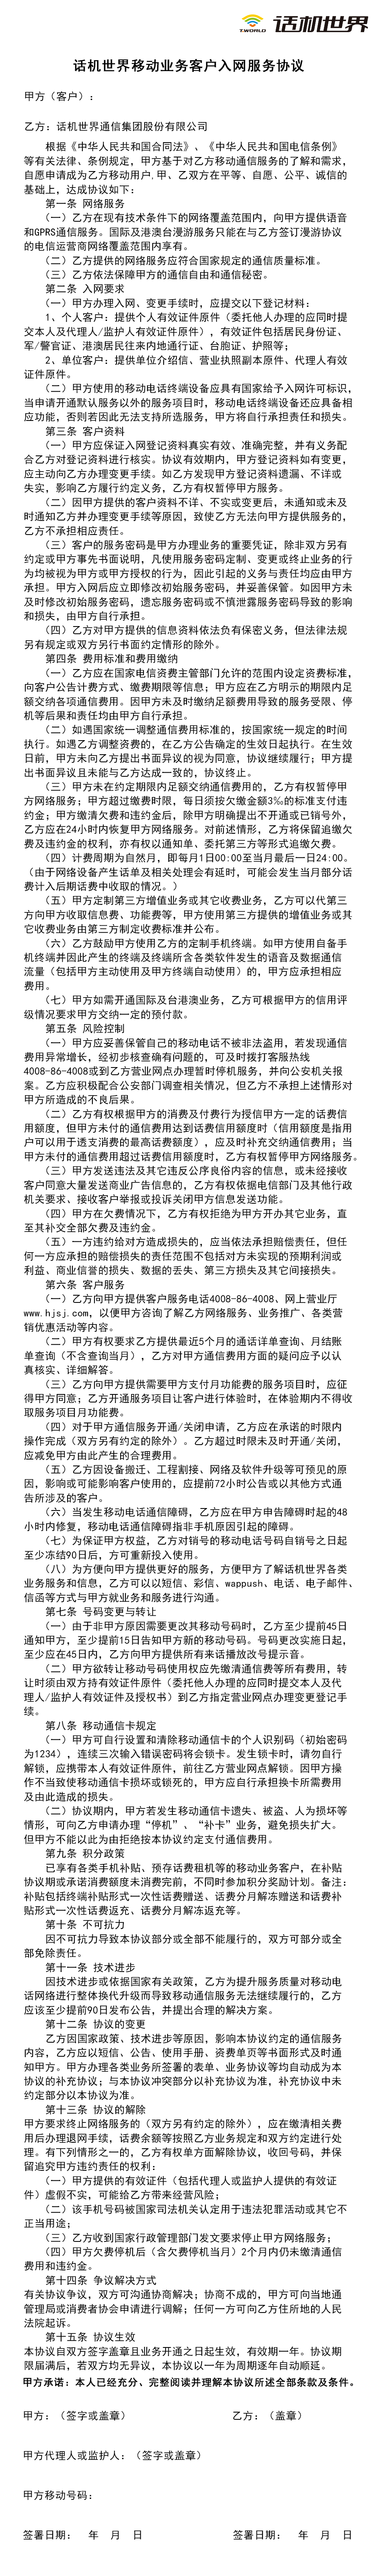 T.WORLD 话机世界
话机世界移动业务客户入网服务协议
甲方（客户）：
乙方：话机世界通信集团股份有限公司
根据《中华人民共和国合同法》、《中华人民共和国电信条例》
等有关法律、条例规定，甲方基于对乙方移动通信服务的了解和需求，
自愿申请成为乙方移动用户.甲、乙双方在平等、自愿、公平、诚信的
基础上，达成协议如下：
第一条 网络服务
（一）乙方在现有技术条件下的网络覆盖范围内，向甲方提供语音
和GPRS通信服务。国际及港澳台漫游服务只能在与乙方签订漫游协议
的电信运营商网络覆盖范围内享有。
（二）乙方提供的网络服务应符合国家规定的通信质量标准。
（三）乙方依法保障甲方的通信自由和通信秘密。
第二条 入网要求
（一）甲方办理入网、变更手续时，应提交以下登记材料：
1、个人客户：提供个人有效证件原件（委托他人办理的应同时提
交本人及代理人/监护人有效证件原件），有效证件包括居民身份证、
军/警官证、港澳居民往来内地通行证、台胞证、护照等；
2、单位客户：提供单位介绍信、营业执照副本原件、代理人有效
证件原件。
（二）甲方使用的移动电话终端设备应具有国家给予入网许可标识，
当申请开通默认服务以外的服务项目时，移动电话终端设备还应具备相
应功能，否则若因此无法支持所选服务，甲方将自行承担责任和损失。
第三条 客户资料
（一）甲方应保证入网登记资料真实有效、准确完整，并有义务配
合乙方对登记资料进行核实。协议有效期内，甲方登记资料如有变更，
应主动向乙方办理变更手续。如乙方发现甲方登记资料遗漏、不详或
失实，影响乙方履行约定义务，乙方有权暂停甲方服务。
（二）因甲方提供的客户资料不详、不实或变更后，未通知或未及
时通知乙方并办理变更手续等原因，致使乙方无法向甲方提供服务的，
乙方不承担相应责任。
（三）客户的服务密码是甲方办理业务的重要凭证，除非双方另有
约定或甲方事先书面说明，凡使用服务密码定制、变更或终止业务的行
为均被视为甲方或甲方授权的行为，因此引起的义务与责任均应由甲方
承担。甲方入网后应立即修改初始服务密码，并妥善保管。如因甲方未
及时修改初始服务密码，遗忘服务密码或不慎泄露服务密码导致的影响
和损失，由甲方自行承担。
（四）乙方对甲方提供的信息资料依法负有保密义务，但法律法规
另有规定或双方另行书面约定情形的除外。
第四条 费用标准和费用缴纳
（一）乙方应在国家电信资费主管部门允许的范围内设定资费标准，
向客户公告计费方式、缴费期限等信息；甲方应在乙方明示的期限内足
额交纳各项通信费用。因甲方未及时缴纳足额费用导致的服务受限、停
机等后果和责任均由甲方自行承担。
（二）如遇国家统一调整通信费用标准的，按国家统一规定的时间
执行。如遇乙方调整资费的，在乙方公告确定的生效日起执行。在生效
日前，甲方未向乙方提出书面异议的视为同意，协议继续履行；甲方提
出书面异议且未能与乙方达成一致的，协议终止。
（三）甲方未在约定期限内足额交纳通信费用的，乙方有权暂停甲
方网络服务；甲方超过缴费时限，每日须按欠缴金额3‰的标准支付违
约金；甲方缴清欠费和违约金后，除甲方明确提出不开通或已销号外，
乙方应在24小时内恢复甲方网络服务。对前述情形，乙方将保留追缴欠
费及违约金的权利，亦有权以通知单、委托第三方等形式追缴欠费。
（四）计费周期为自然月，即每月1日00:00至当月最后一日24:00。
（由于网络设备产生话单及相关处理会有延时，可能会发生当月部分话
费计入后期话费中收取的情况。）
（五）甲方定制第三方增值业务或其它收费业务，乙方可以代第三
方向甲方收取信息费、功能费等，甲方使用第三方提供的增值业务或其
它收费业务由第三方制定收费标准并公布。
（六）乙方鼓励甲方使用乙方的定制手机终端。如甲方使用自备手
机终端并因此产生的终端及终端所含各类软件发生的语音及数据通信
流量（包括甲方主动使用及甲方终端自动使用）的，甲方应承担相应
费用。
（七）甲方如需开通国际及台港澳业务，乙方可根据甲方的信用评
级情况要求甲方交纳一定的预付款。
第五条 风险控制
（一）甲方应妥善保管自己的移动电话不被非法盗用，若发现通信
费用异常增长，经初步核查确有问题的，可及时拨打客服热线
4008-86-4008或到乙方营业网点办理暂时停机服务，并向公安机关报
案。乙方应积极配合公安部门调查相关情况，但乙方不承担上述情形对
甲方所造成的不良后果。
（二）乙方有权根据甲方的消费及付费行为授信甲方一定的话费信
用额度，但甲方未付的通信费用达到话费信用额度时（信用额度是指用
户可以用于透支消费的最高话费额度），应及时补充交纳通信费用；当
甲方未付的通信费用超过话费信用额度时，乙方有权暂停甲方网络服务。
（三）甲方发送违法及其它违反公序良俗内容的信息，或未经接收
客户同意大量发送商业广告信息的，乙方有权依据电信部门及其他行政
机关要求、接收客户举报或投诉关闭甲方信息发送功能。
（四）甲方在欠费情况下，乙方有权拒绝为甲方开办其它业务，直
至其补交全部欠费及违约金。
（五）一方违约给对方造成损失的，应当依法承担赔偿责任，但任
何一方应承担的赔偿损失的责任范围不包括对方未实现的预期利润或
利益、商业信誉的损失、数据的丢失、第三方损失及其它间接损失。
第六条 客户服务
（一）乙方向甲方提供客户服务电话4008-86-4008、网上营业厅
www.hjsj.com，以便甲方咨询了解乙方网络服务、业务推广、各类营
销优惠活动等内容。
（二）甲方有权要求乙方提供最近5个月的通话详单查询、月结账
单查询（不含查询当月），乙方对甲方通信费用方面的疑问应予以认
真核实、详细解答。
（三）乙方向甲方提供需要甲方支付月功能费的服务项目时，应征
得甲方同意；乙方开通服务项目让客户进行体验时，在体验期内不得收
取服务项目月功能费。
（四）对于甲方通信服务开通/关闭申请，乙方应在承诺的时限内
操作完成（双方另有约定的除外）。乙方超过时限未及时开通/关闭，
应减免甲方由此产生的合理费用。
（五）乙方因设备搬迁、工程割接、网络及软件升级等可预见的原
因，影响或可能影响客户使用的，应提前72小时公告或以其他方式通
告所涉及的客户。
（六）当发生移动电话通信障碍，乙方应在甲方申告障碍时起的48
小时内修复，移动电话通信障碍指非手机原因引起的障碍。
（七）为保证甲方权益，乙方对销号的移动电话号码自销号之日起
至少冻结90日后，方可重新投入使用。
（八）为方便向甲方提供更好的服务，方便甲方了解话机世界各类
业务服务和信息，乙方可以以短信、彩信、wappush、电话、电子邮件、
信函等方式与甲方就业务和服务进行沟通。
第七条 号码变更与转让
（一）由于非甲方原因需要更改其移动号码时，乙方至少提前45日
通知甲方，至少提前15日告知甲方新的移动号码。号码更改实施日起，
至少应在45日内，乙方向甲方提供所有来话播放改号提示音。
（二）甲方欲转让移动号码使用权应先缴清通信费等所有费用，转
让时须由双方持有效证件原件（委托他人办理的应同时提交本人及代
理人/监护人有效证件及授权书）到乙方指定营业网点办理变更登记手
续。
第八条 移动通信卡规定
（一）甲方可自行设置和清除移动通信卡的个人识别码（初始密码
为1234），连续三次输入错误密码将会锁卡。发生锁卡时，请勿自行
解锁，应携带本人有效证件原件，前往乙方营业网点解锁。因甲方操
作不当致使移动通信卡损坏或锁死的，甲方应自行承担换卡所需费用
及由此造成的损失。
（二）协议期内，甲方若发生移动通信卡遗失、被盗、人为损坏等
情形，可向乙方申请办理“停机”、“补卡”业务，避免损失扩大。
但甲方不能以此为由拒绝按本协议约定支付通信费用。
第九条 积分政策
已享有各类手机补贴、预存话费租机等的移动业务客户，在补贴
协议期或承诺消费额度未消费完前，不同时参加积分奖励计划。备注：
补贴包括终端补贴形式一次性话费赠送、话费分月解冻赠送和话费补
贴形式一次性话费返充、话费分月解冻返充等。
第十条 不可抗力
因不可抗力导致本协议部分或全部不能履行的，双方可部分或全
部免除责任。
第十一条 技术进步
因技术进步或依据国家有关政策，乙方为提升服务质量对移动电
话网络进行整体换代升级而导致移动通信服务无法继续履行的，乙方
应该至少提前90日发布公告，并提出合理的解决方案。
第十二条 协议的变更
乙方因国家政策、技术进步等原因，影响本协议约定的通信服务
内容，乙方应以短信、公告、使用手册、资费单页等书面形式及时通
知甲方。甲方办理各类业务所签署的表单、业务协议等均自动成为本
协议的补充协议；与本协议冲突部分以补充协议为准，补充协议中未
约定部分以本协议为准。
第十三条 协议的解除
甲方要求终止网络服务的（双方另有约定的除外），应在缴清相关费
用后办理退网手续，话费余额等按照乙方业务规定和双方约定进行处
理。有下列情形之一的，乙方有权单方面解除协议，收回号码，并保
留追究甲方违约责任的权利：
（一）甲方提供的有效证件（包括代理人或监护人提供的有效证
件）虚假不实，可能给乙方带来经营风险；
（二）该手机号码被国家司法机关认定用于违法犯罪活动或其它不
正当用途；
（三）乙方收到国家行政管理部门发文要求停止甲方网络服务；
（四）甲方欠费停机后（含欠费停机当月）2个月内仍未缴清通信
费用和违约金。
第十四条 争议解决方式
有关协议争议，双方可沟通协商解决；协商不成的，甲方可向当地通
管理局或消费者协会申请进行调解；任何一方可向乙方住所地的人民
法院起诉。
第十五条 协议生效
本协议自双方签字盖章且业务开通之日起生效，有效期一年。协议期
限届满后，若双方均无异议，本协议以一年为周期逐年自动顺延。
甲方承诺：本人已经充分、完整阅读并理解本协议所述全部条款及条件。
甲方：（签字或盖章） 乙方：（盖章）
甲方代理人或监护人：（签字或盖章）
甲方移动号码：
签署日期： 年 月 日 签署日期： 年 月 日